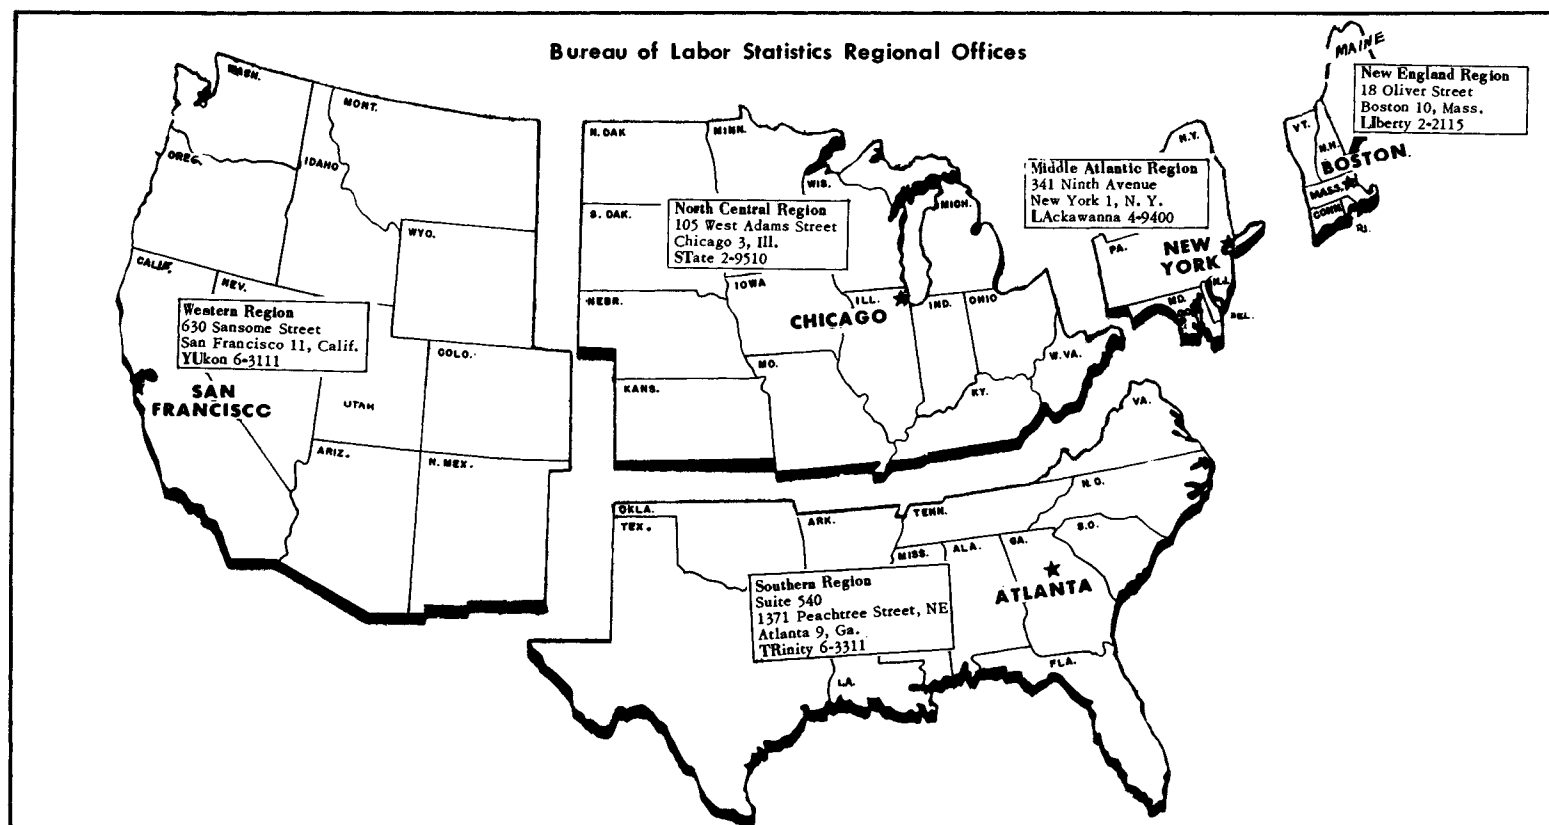 Bureau of Labor Statistics Regional Offices
MAINE
New England Region
18 Oliver Street
Boston 10, Mass.
LIberty 2-2115
VT.
N.H.
BOSTON.
MASS.
CONN.
R.I.
N.Y.
Middle Atlantic Region
341 Ninth Avenue
New York 1, N. Y.
LAckawanna 4-9400
PA.
NEW
YORK
N.J.
MD.
DEL.
WASH.
MONT.
OREG.
IDAHO
WYO.
CALIF.
NEV.
Western Region
630 Sansome Street
San Francisco 11, Calif.
YUkon 6-3111
SAN
FRANCISCO
UTAH
COLO.
ARIZ.
N. MEX.
N. DAK
MINN.
WIS.
MICH.
S. DAK.
North Central Region
105 West Adams Street
Chicago 3, Ill.
STate 2-9510
IOWA
NEBR.
ILL.
IND.
OHIO
CHICAGO
MO.
KANS.
W. VA.
KY.
VA.
N. C.
S.C.
OKLA.
TEX.
ARK.
TENN.
MISS.
ALA.
GA.
Southern Region
Suite 540
1371 Peachtree Street, NE
Atlanta 9, Ga.
TRinity 6-3311
ATLANTA
LA.
FLA.